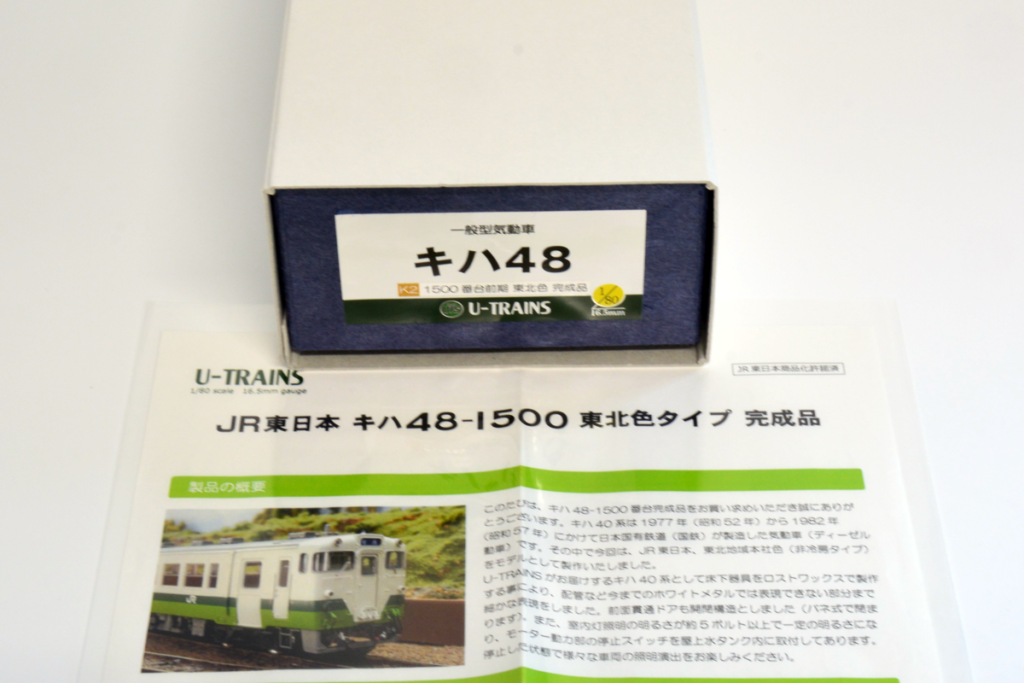 一般型気動車
キハ48
K2 1500 番台前期 東北色 完成品
1/80
U-TRAINS
16.5mm
U-TRAINS
1/80 scale 16.5mm gauge
JR東日本商品化許諾済
JR東日本 キハ48-1500 東北色タイプ 完成品
製品の概要
このたびは、キハ48-1500番台完成品をお買い求めいただき誠にありが
とうございます。キハ40系は1977年（昭和52年）から1982年
（昭和57年）にかけて日本国有鉄道（国鉄）が製造した気動車（ディーゼル
動車）です。その中で今回は、JR東日本、東北地域本社色（非冷房タイプ）
をモデルとして製作いたしました。
U-TRAINSがお届けするキハ40系として床下器具をロストワックスで製作
する事により、配管など今までのホワイトメタルでは表現できない部分まで
細かな表現をしました。前面貫通ドアも開閉構造としました（バネ式で閉ま
ります）。また、室内灯照明の明るさが約5ボルト以上で一定の明るさにな
り、モーター動力部の停止スイッチを屋上水タンク内に取付してあります。
停止した状態で様々な車両の照明演出をお楽しみください。
JR